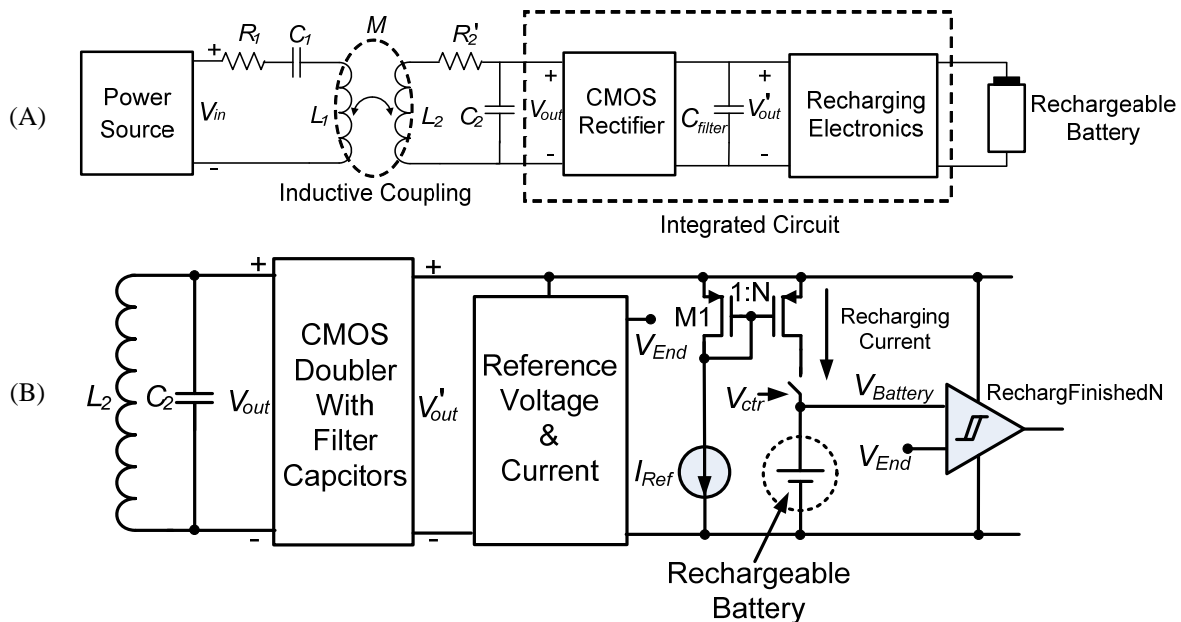 (A)
Power
Source
+
V_in
-
R_1
C_1
M
L_1
L_2
Inductive Coupling
R_2'
C_2
+
V_out
-
CMOS
Rectifier
C_filter
+
V'_out
-
Recharging
Electronics
Integrated Circuit
Rechargeable
Battery
(B)
L_2
C_2
+
V_out
-
CMOS
Doubler
With
Filter
Capcitors
+
V'_out
-
Reference
Voltage
&
Current
V_End
M1
1:N
I_Ref
V_ctr
Recharging
Current
V_Battery
V_End
RechargFinishedN
Rechargeable
Battery